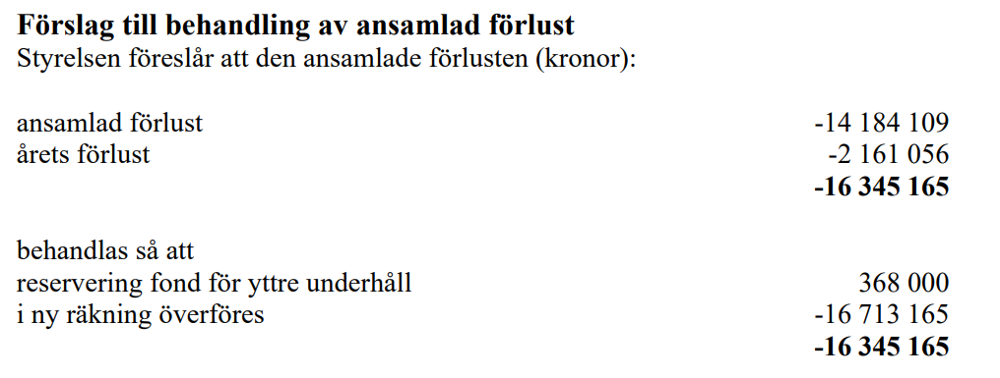 Förslag till behandling av ansamlad förlust
Styrelsen föreslår att den ansamlade förlusten (kronor):
ansamlad förlust -14 184 109
årets förlust -2 161 056
-16 345 165
behandlas så att
reservering fond för yttre underhåll 368 000
i ny räkning överföres -16 713 165
-16 345 165